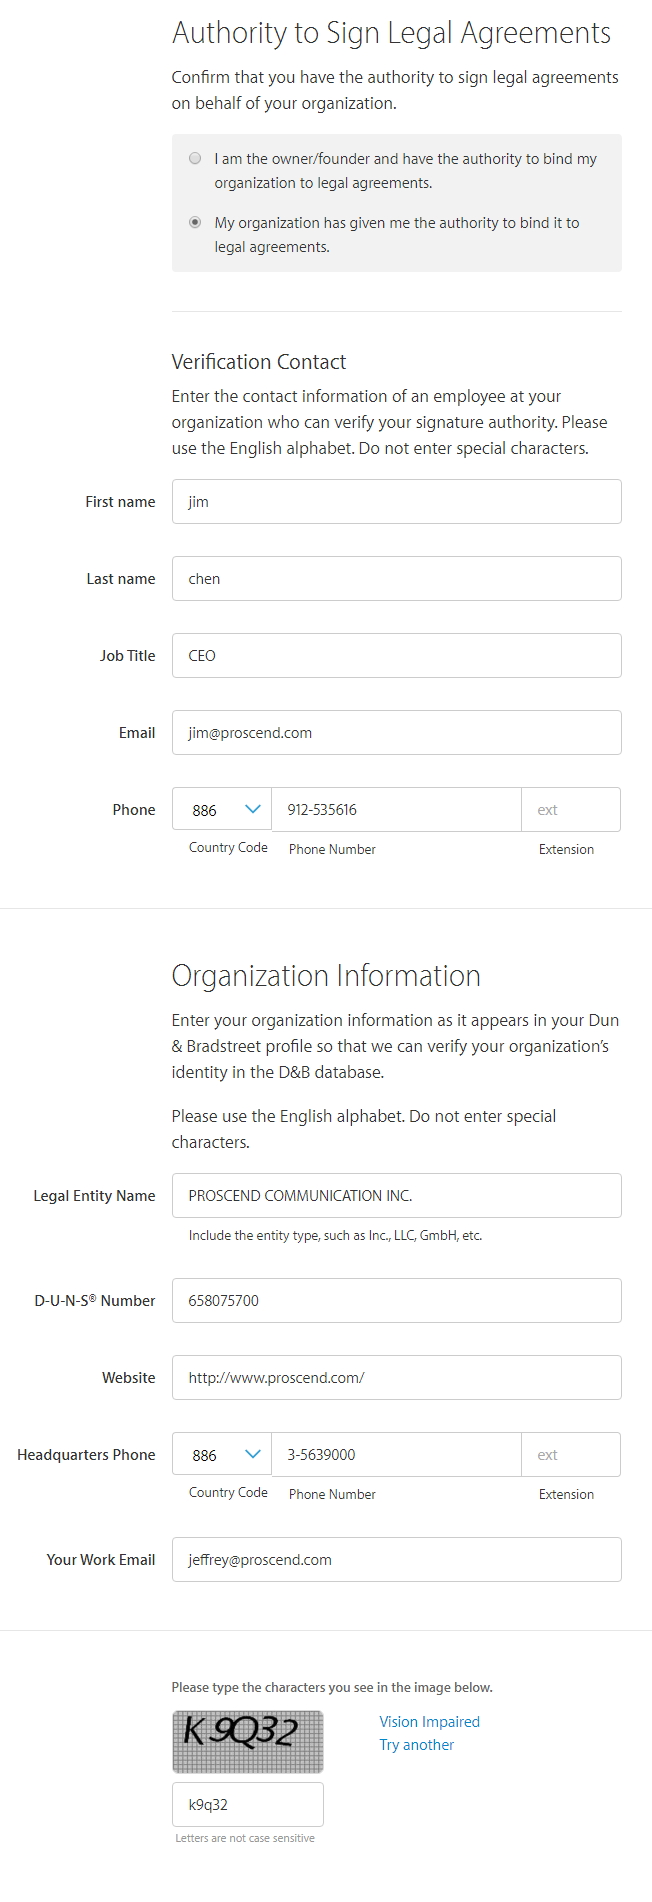 Authority to Sign Legal Agreements
Confirm that you have the authority to sign legal agreements
on behalf of your organization.
I am the owner/founder and have the authority to bind my
organization to legal agreements.
My organization has given me the authority to bind it to
legal agreements.
Verification Contact
Enter the contact information of an employee at your
organization who can verify your signature authority. Please
use the English alphabet. Do not enter special characters.
First name jim
Last name chen
Job Title CEO
Email jim@proscend.com
Phone 886 912-535616 ext
Country Code Phone Number Extension
Organization Information
Enter your organization information as it appears in your Dun
& Bradstreet profile so that we can verify your organization's
identity in the D&B database.
Please use the English alphabet. Do not enter special
characters.
Legal Entity Name PROSCEND COMMUNICATION INC.
Include the entity type, such as Inc., LLC, GmbH, etc.
D-U-N-S® Number 658075700
Website http://www.proscend.com/
Headquarters Phone 886 3-5639000 ext
Country Code Phone Number Extension
Your Work Email jeffrey@proscend.com
Please type the characters you see in the image below.
K9Q32 Vision Impaired
Try another
k9q32
Letters are not case sensitive